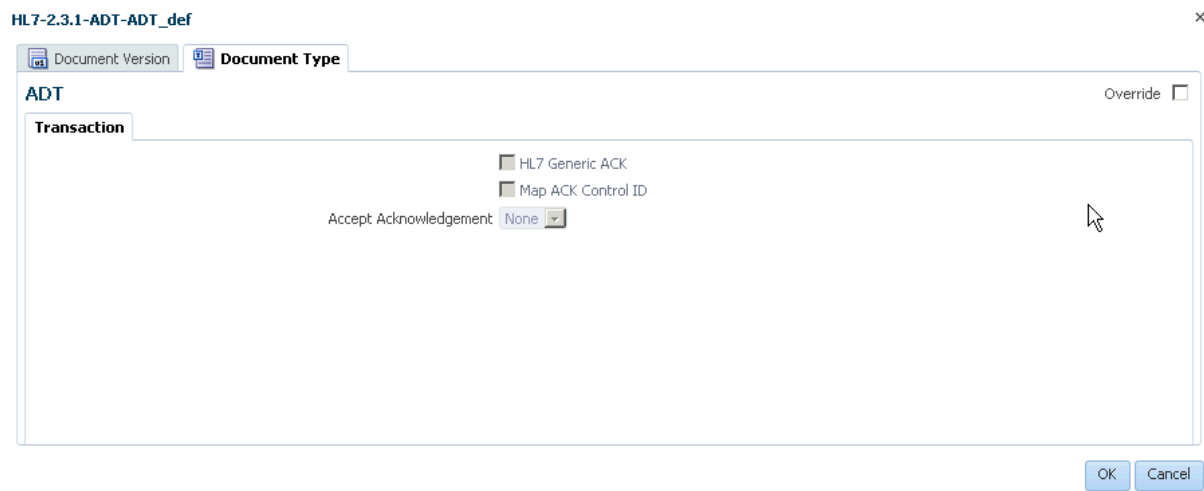 HL7-2.3.1-ADT-ADT_def
Document Version Document Type
ADT Override
Transaction
HL7 Generic ACK
Map ACK Control ID
Accept Acknowledgement None
OK Cancel